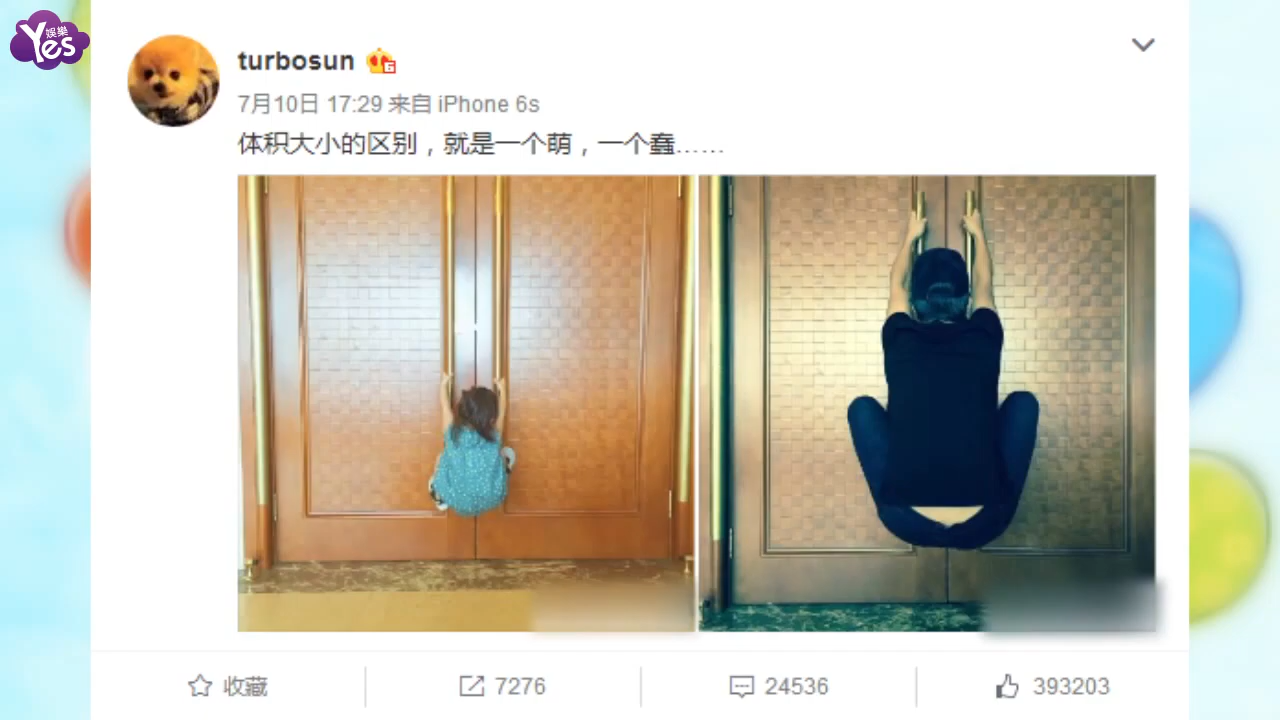 Yes 娛樂
turbosun
7月10日 17:29 来自 iPhone 6s
体积大小的区别，就是一个萌，一个蠢……
收藏
7276
24536
393203